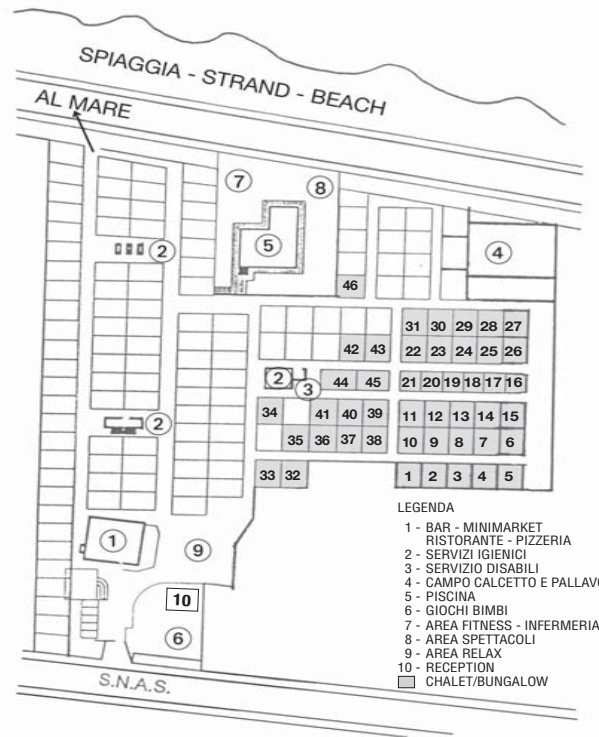 SPIAGGIA - STRAND - BEACH
AL MARE
7
8
5
4
2
46
31 30 29 28 27
42 43
22 23 24 25 26
2
3
44 45
21 20 19 18 17 16
34
41 40 39
11 12 13 14 15
2
35 36 37 38
10 9 8 7 6
33 32
1 2 3 4 5
1
9
10
6
S.N.A.S.
LEGENDA
1 - BAR - MINIMARKET
RISTORANTE - PIZZERIA
2 - SERVIZI IGIENICI
3 - SERVIZIO DISABILI
4 - CAMPO CALCETTO E PALLAVO
5 - PISCINA
6 - GIOCHI BIMBI
7 - AREA FITNESS - INFERMERIA
8 - AREA SPETTACOLI
9 - AREA RELAX
10 - RECEPTION
CHALET/BUNGALOW